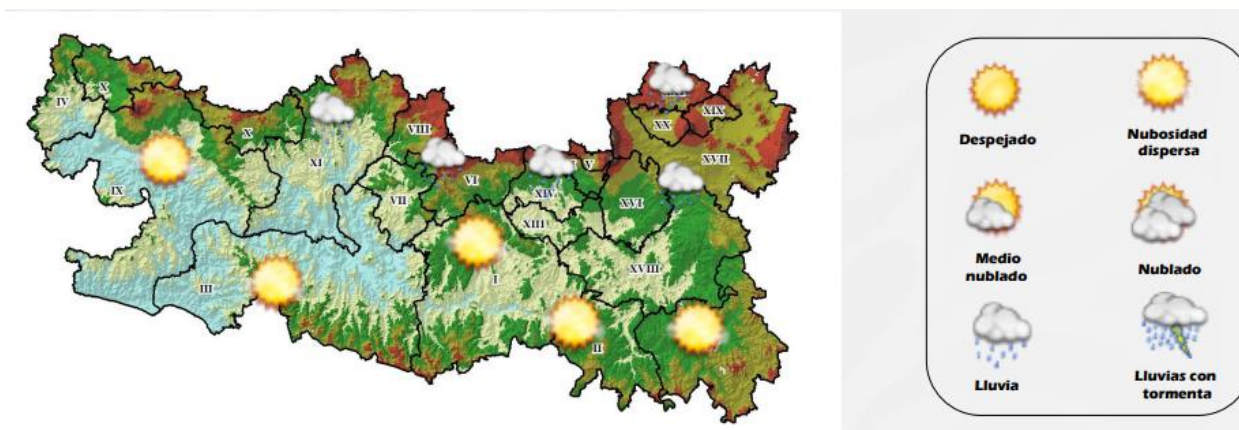 IV
X
X
XI
VIII
IX
VII
VI
V
XIV
XIII
XX
XIX
XVII
XVI
XVIII
III
I
II
Despejado
Nubosidad
dispersa
Medio
nublado
Nublado
Lluvia
Lluvias con
tormenta